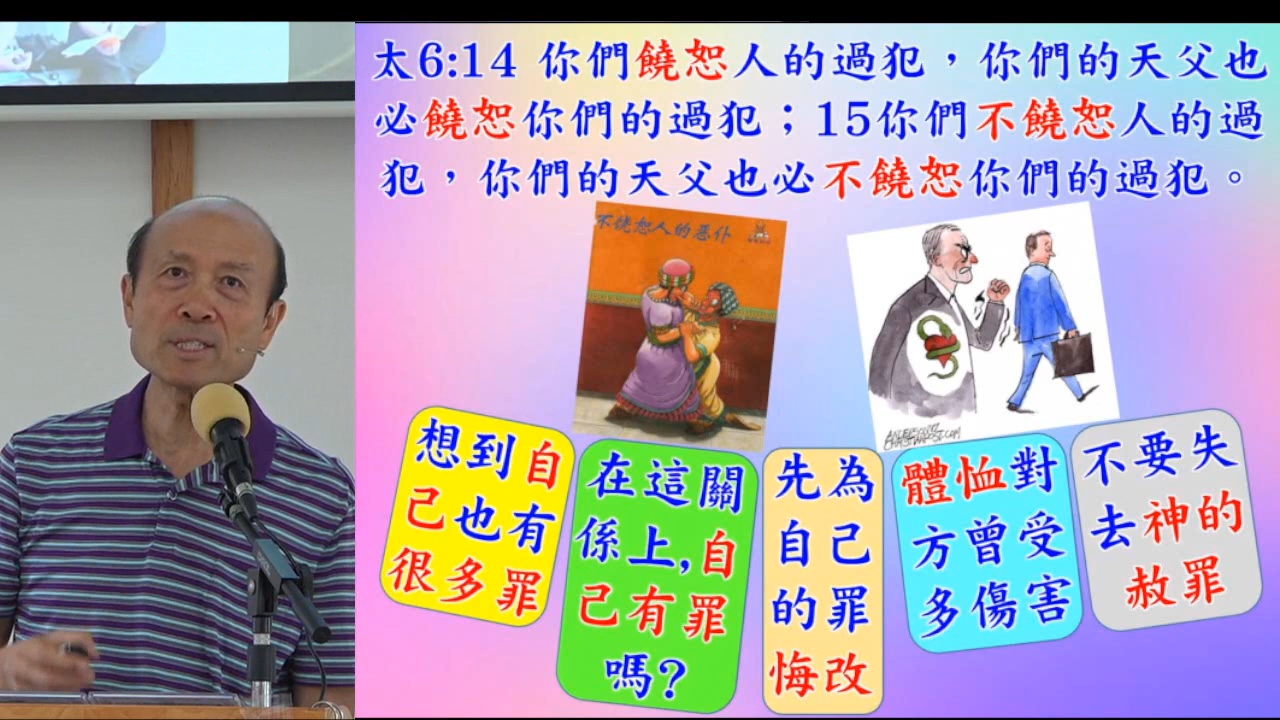 太6:14 你們饒恕人的過犯，你們的天父也
必饒恕你們的過犯；15你們不饒恕人的過
犯，你們的天父也必不饒恕你們的過犯。
不饶恕人的恶仆
想到自
己也有
很多罪
在這關
係上,自
己有罪
嗎?
先為
自己
的罪
悔改
體恤對
方曾受
多傷害
不要失
去神的
赦罪